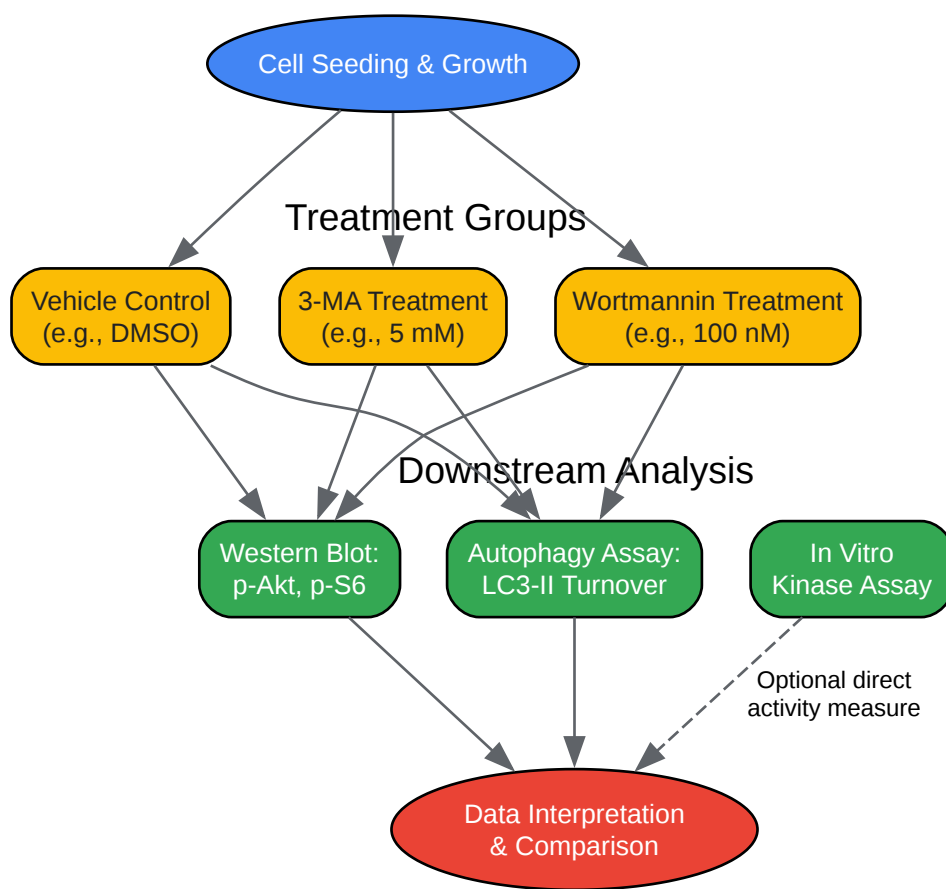 Cell Seeding & Growth
Treatment Groups
Vehicle Control
(e.g., DMSO)
3-MA Treatment
(e.g., 5 mM)
Wortmannin Treatment
(e.g., 100 nM)
Downstream Analysis
Western Blot:
p-Akt, p-S6
Autophagy Assay:
LC3-II Turnover
In Vitro
Kinase Assay
Optional direct
activity measure
Data Interpretation
& Comparison